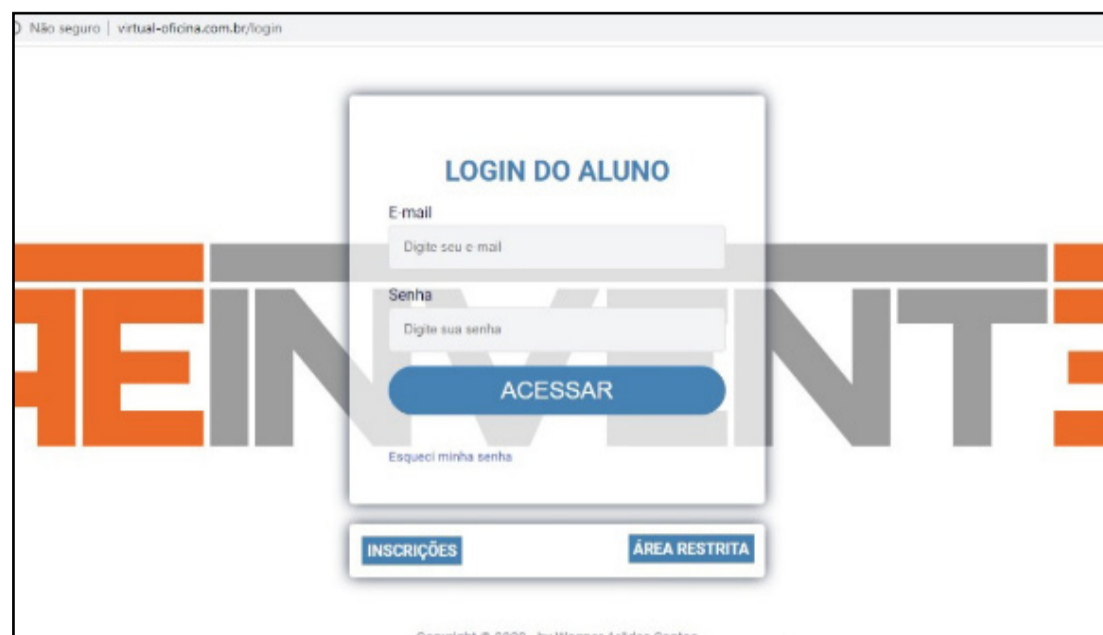 Não seguro | virtual-oficina.com.br/login
LOGIN DO ALUNO
E-mail
Digite seu e-mail
Senha
Digite sua senha
ACESSAR
Esqueci minha senha
INSCRIÇÕES
ÁREA RESTRITA
EINVENT